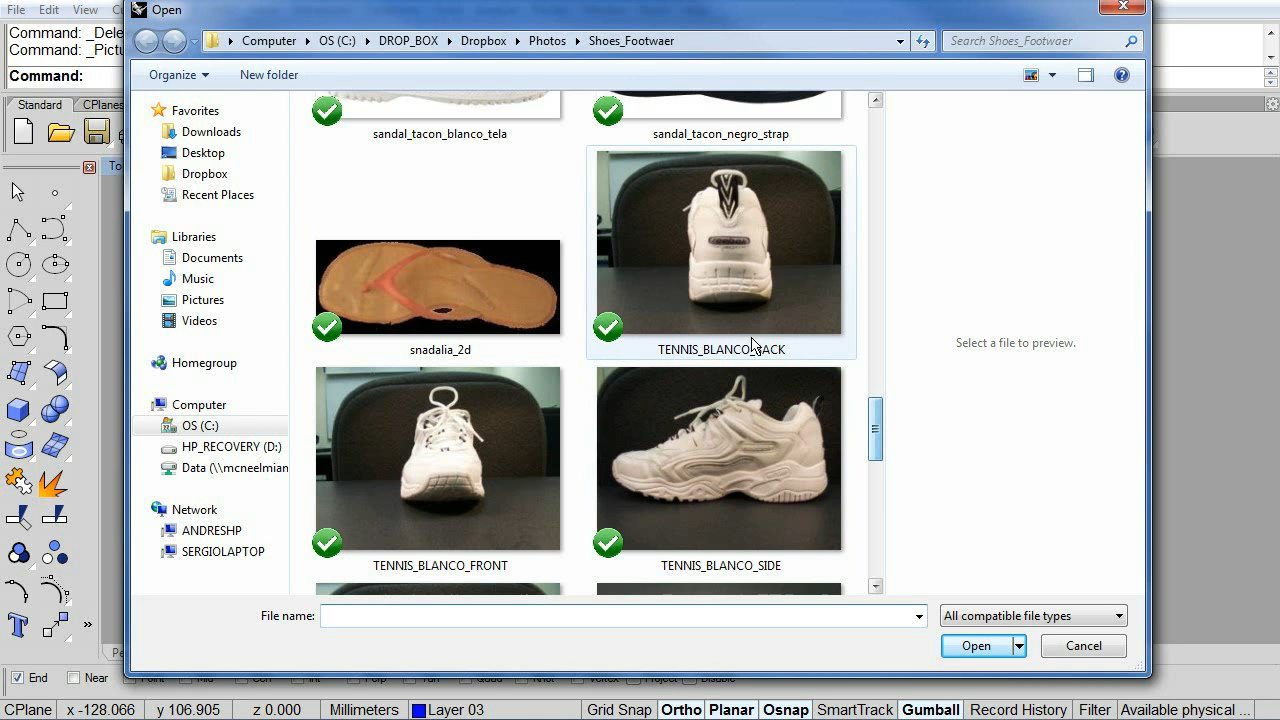 Open
File Edit View
Command: _Dele
Command: _Pictu
Command:
Computer OS (C:) DROP_BOX Dropbox Photos Shoes_Footwaer
Search Shoes_Footwaer
Organize New folder
Standard CPlanes
Favorites
Downloads
Desktop
Dropbox
Recent Places
Libraries
Documents
Music
Pictures
Videos
Homegroup
Computer
OS (C:)
HP_RECOVERY (D:)
Data (\\mcneelmian
Network
ANDRESHP
SERGIOLAPTOP
sandal_tacon_blanco_tela
sandal_tacon_negro_strap
snadalia_2d
TENNIS_BLANCO_BACK
TENNIS_BLANCO_FRONT
TENNIS_BLANCO_SIDE
Select a file to preview.
File name:
All compatible file types
Open Cancel
End Near
CPlane x -128.066 y 106.905 z 0.000 Millimeters Layer 03 Grid Snap Ortho Planar Osnap SmartTrack Gumball Record History Filter Available physical ...